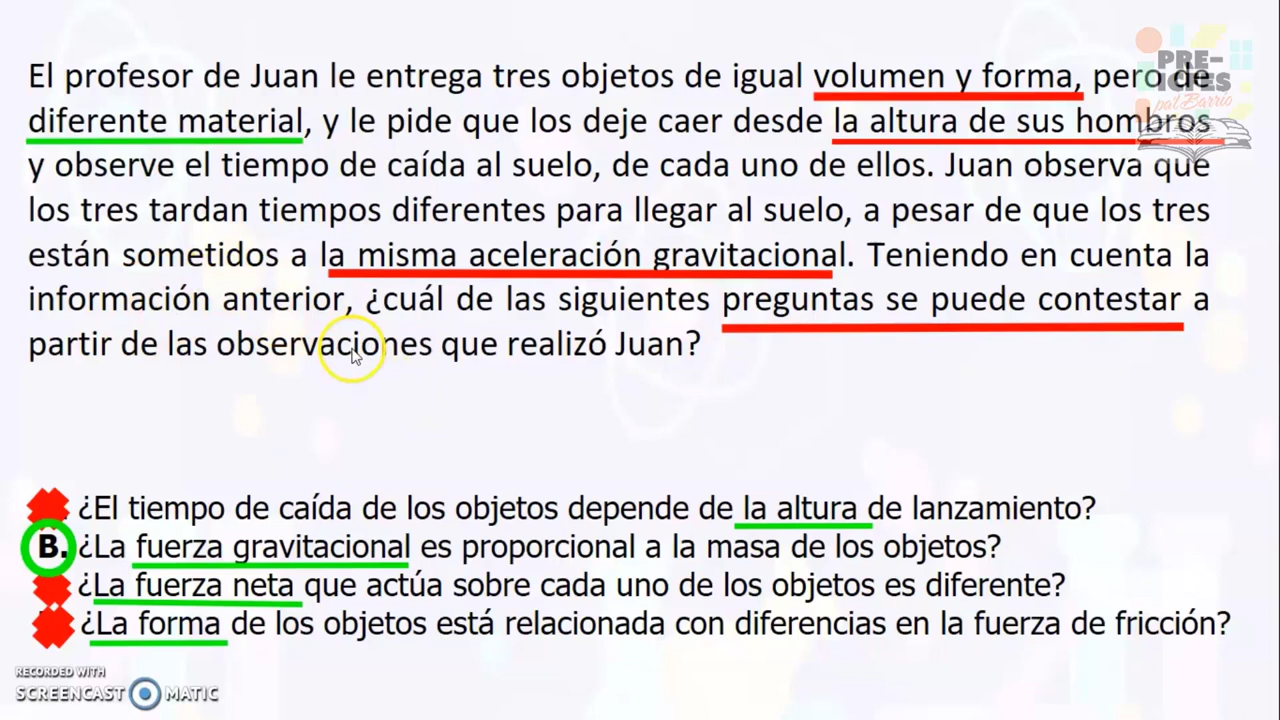 El profesor de Juan le entrega tres objetos de igual volumen y forma, pero de
diferente material, y le pide que los deje caer desde la altura de sus hombros
y observe el tiempo de caída al suelo, de cada uno de ellos. Juan observa que
los tres tardan tiempos diferentes para llegar al suelo, a pesar de que los tres
están sometidos a la misma aceleración gravitacional. Teniendo en cuenta la
información anterior, ¿cuál de las siguientes preguntas se puede contestar a
partir de las observaciones que realizó Juan?
¿El tiempo de caída de los objetos depende de la altura de lanzamiento?
B. ¿La fuerza gravitacional es proporcional a la masa de los objetos?
¿La fuerza neta que actúa sobre cada uno de los objetos es diferente?
¿La forma de los objetos está relacionada con diferencias en la fuerza de fricción?
PRE-
ICFES
pal Barrio
RECORDED WITH
SCREENCAST MATIC